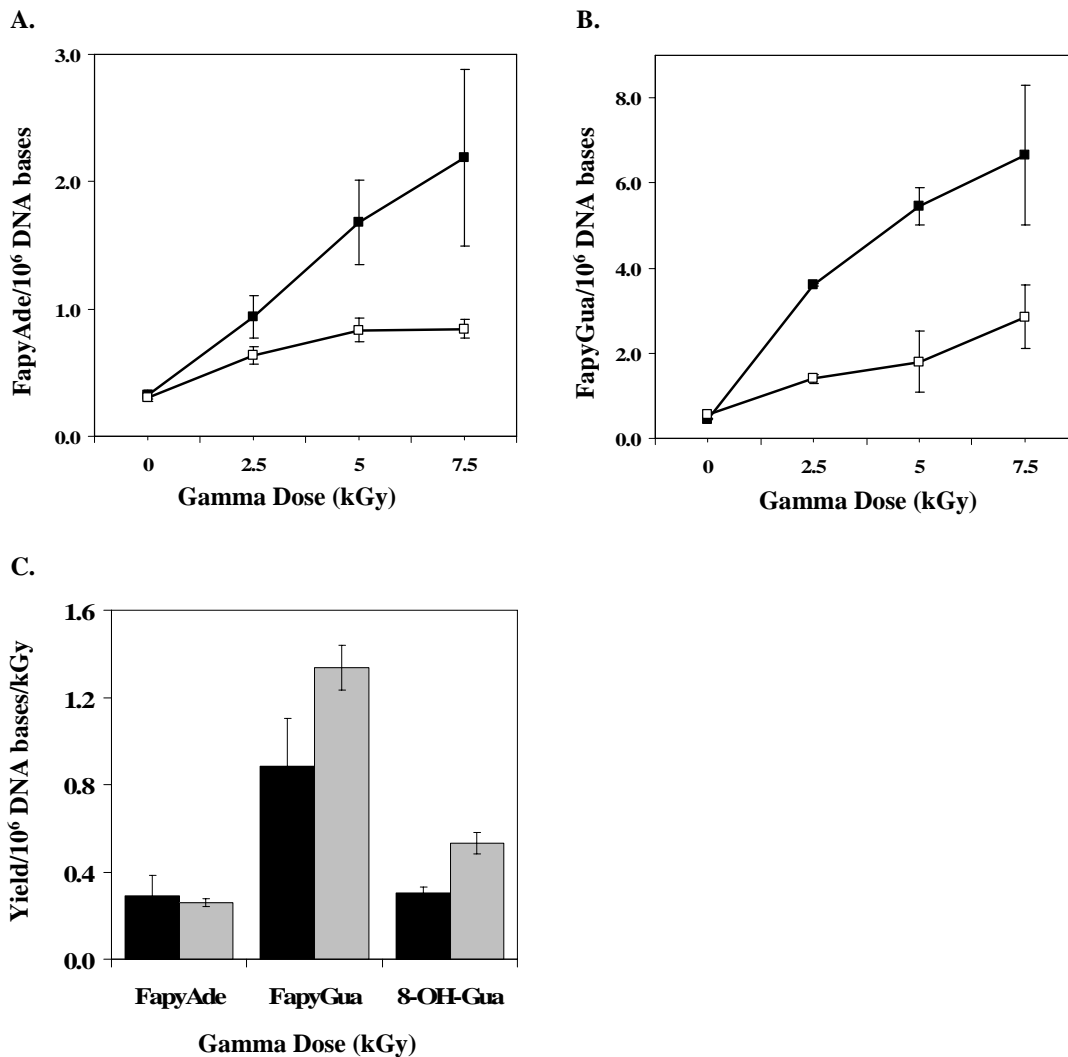 A.
3.0
2.0
1.0
0.0
FapyAde/10⁶ DNA bases
0 2.5 5 7.5
Gamma Dose (kGy)
B.
8.0
6.0
4.0
2.0
0.0
FapyGua/10⁶ DNA bases
0 2.5 5 7.5
Gamma Dose (kGy)
C.
1.6
1.2
0.8
0.4
0.0
Yield/10⁶ DNA bases/kGy
FapyAde FapyGua 8-OH-Gua
Gamma Dose (kGy)